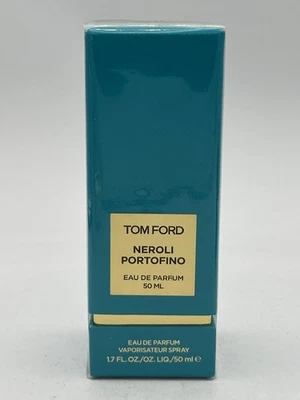 TOM FORD
NEROLI
PORTOFINO
EAU DE PARFUM
50 ML
EAU DE PARFUM
VAPORISATEUR SPRAY
1.7 FL.OZ./OZ. LIQ./50 ml ℮